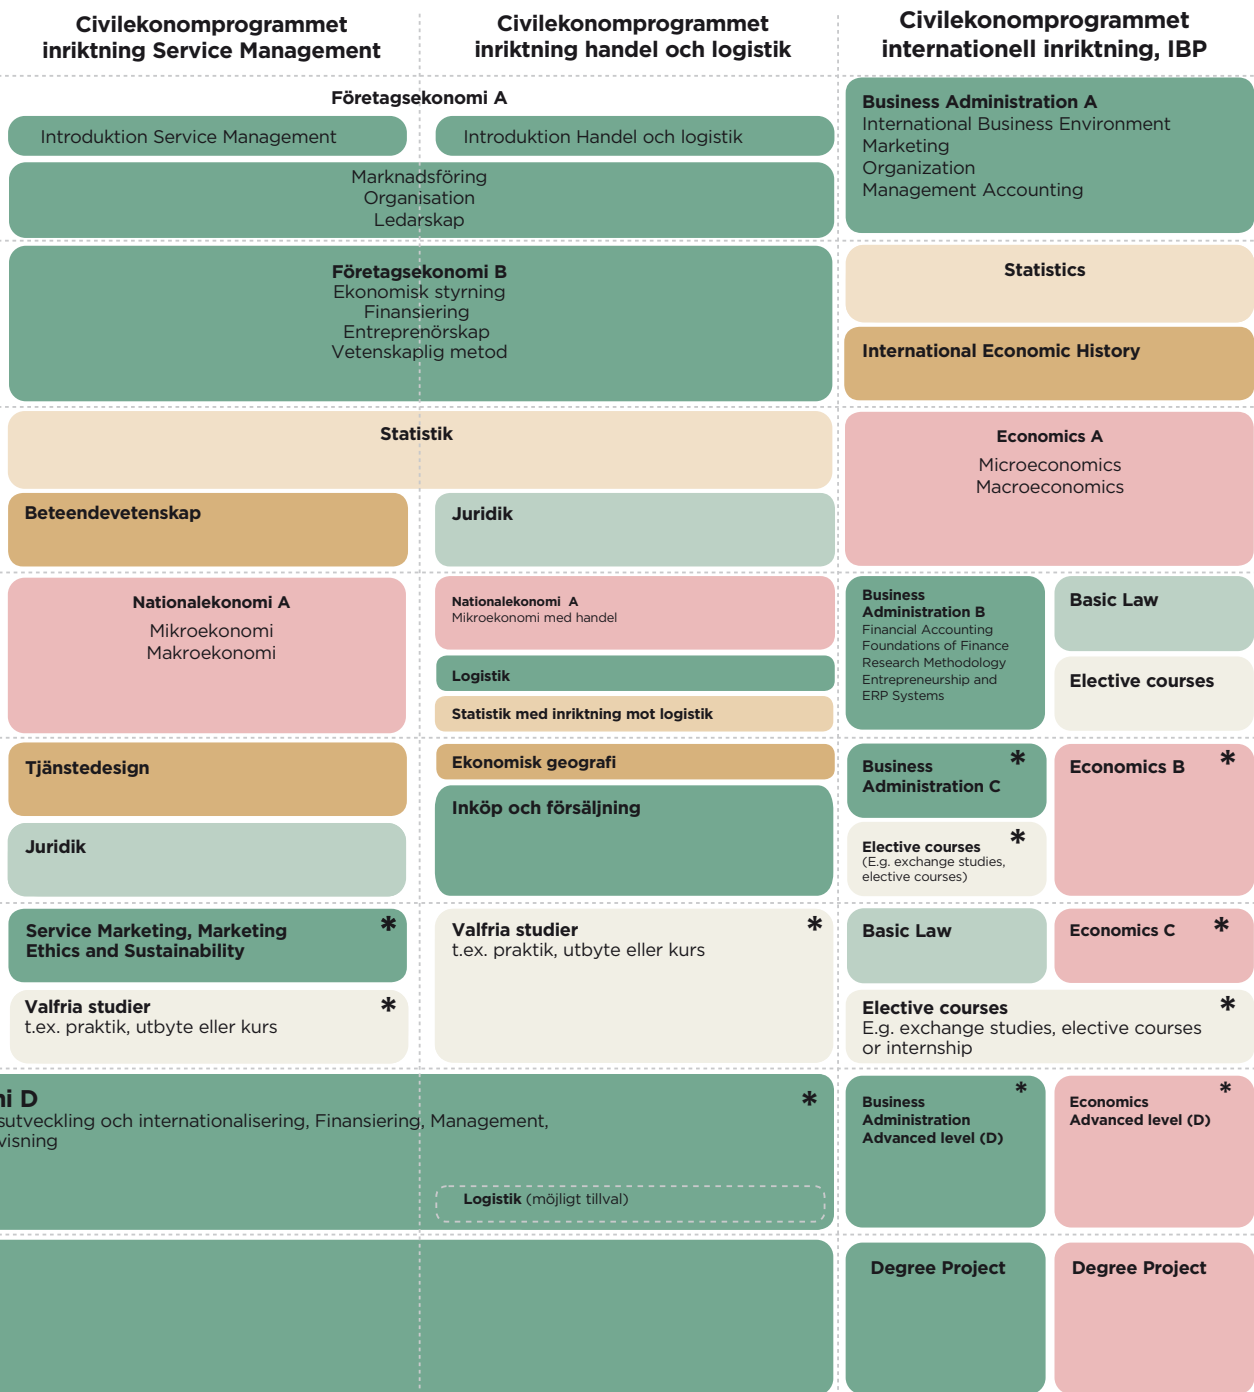 Civilekonomprogrammet
inriktning Service Management
Civilekonomprogrammet
inriktning handel och logistik
Civilekonomprogrammet
internationell inriktning, IBP
Företagsekonomi A
Introduktion Service Management
Introduktion Handel och logistik
Marknadsföring
Organisation
Ledarskap
Business Administration A
International Business Environment
Marketing
Organization
Management Accounting
Företagsekonomi B
Ekonomisk styrning
Finansiering
Entreprenörskap
Vetenskaplig metod
Statistics
International Economic History
Statistik
Beteendevetenskap
Juridik
Economics A
Microeconomics
Macroeconomics
Nationalekonomi A
Mikroekonomi
Makroekonomi
Nationalekonomi A
Mikroekonomi med handel
Logistik
Statistik med inriktning mot logistik
Business
Administration B
Financial Accounting
Foundations of Finance
Research Methodology
Entrepreneurship and
ERP Systems
Basic Law
Elective courses
Tjänstedesign
Juridik
Ekonomisk geografi
Inköp och försäljning
Business *
Administration C
Elective courses *
(E.g. exchange studies,
elective courses)
Economics B *
Service Marketing, Marketing *
Ethics and Sustainability
Valfria studier *
t.ex. praktik, utbyte eller kurs
Valfria studier *
t.ex. praktik, utbyte eller kurs
Basic Law
Economics C *
Elective courses *
E.g. exchange studies, elective courses
or internship
ni D *
sutveckling och internationalisering, Finansiering, Management,
visning
Logistik (möjligt tillval)
Business *
Administration
Advanced level (D)
Economics *
Advanced level (D)
Degree Project
Degree Project